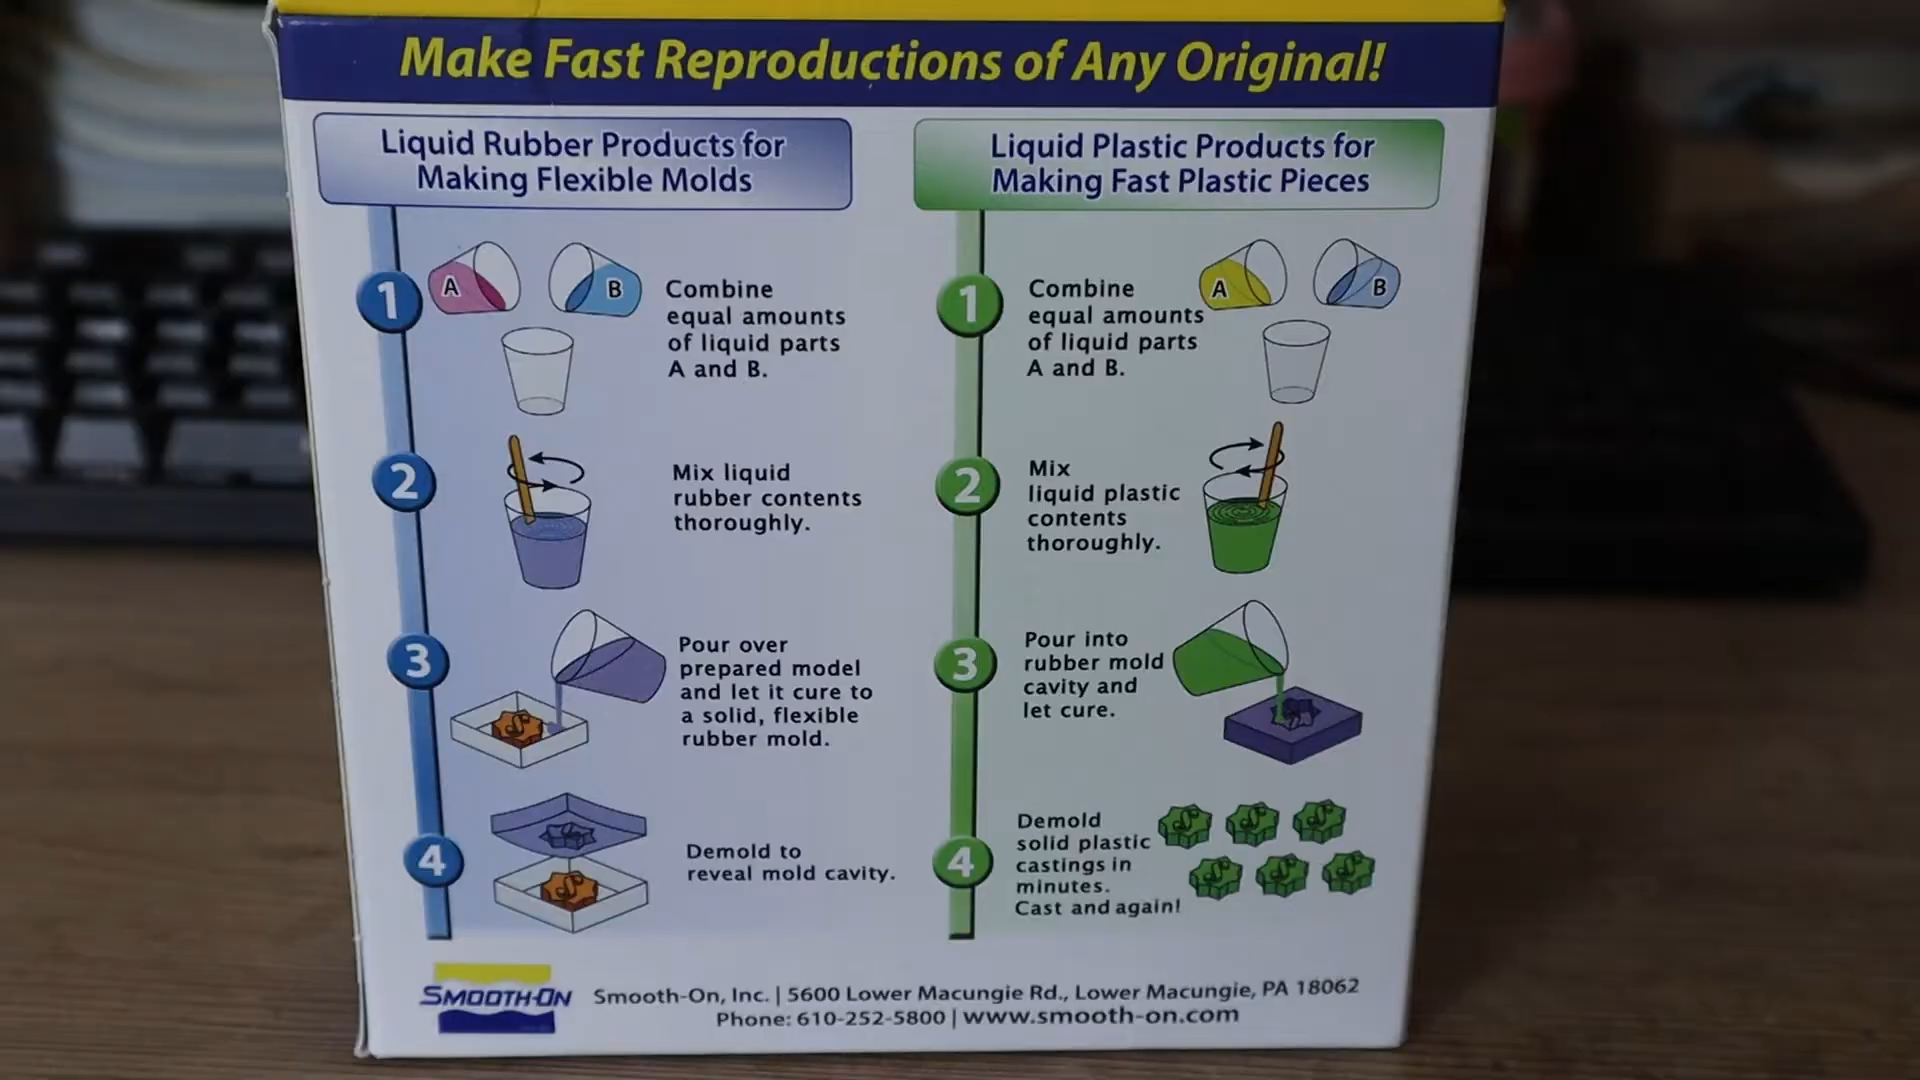 Make Fast Reproductions of Any Original!
Liquid Rubber Products for
Making Flexible Molds
1
A
B
Combine
equal amounts
of liquid parts
A and B.
2
Mix liquid
rubber contents
thoroughly.
3
Pour over
prepared model
and let it cure to
a solid, flexible
rubber mold.
4
Demold to
reveal mold cavity.
Liquid Plastic Products for
Making Fast Plastic Pieces
1
Combine
equal amounts
of liquid parts
A and B.
A
B
2
Mix
liquid plastic
contents
thoroughly.
3
Pour into
rubber mold
cavity and
let cure.
4
Demold
solid plastic
castings in
minutes.
Cast and again!
SMOOTH-ON
Smooth-On, Inc. | 5600 Lower Macungie Rd., Lower Macungie, PA 18062
Phone: 610-252-5800 | www.smooth-on.com